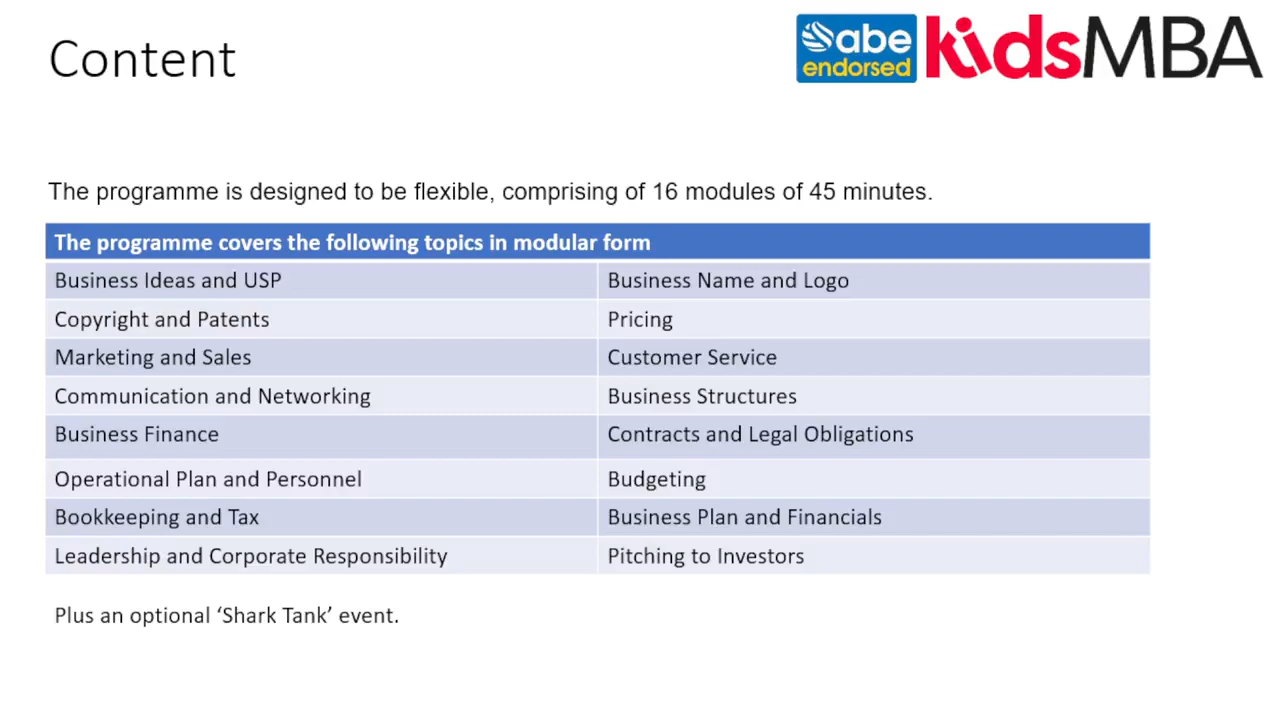 Content
abe
endorsed
kidsMBA
The programme is designed to be flexible, comprising of 16 modules of 45 minutes.
The programme covers the following topics in modular form
Business Ideas and USP
Business Name and Logo
Copyright and Patents
Pricing
Marketing and Sales
Customer Service
Communication and Networking
Business Structures
Business Finance
Contracts and Legal Obligations
Operational Plan and Personnel
Budgeting
Bookkeeping and Tax
Business Plan and Financials
Leadership and Corporate Responsibility
Pitching to Investors
Plus an optional ‘Shark Tank’ event.